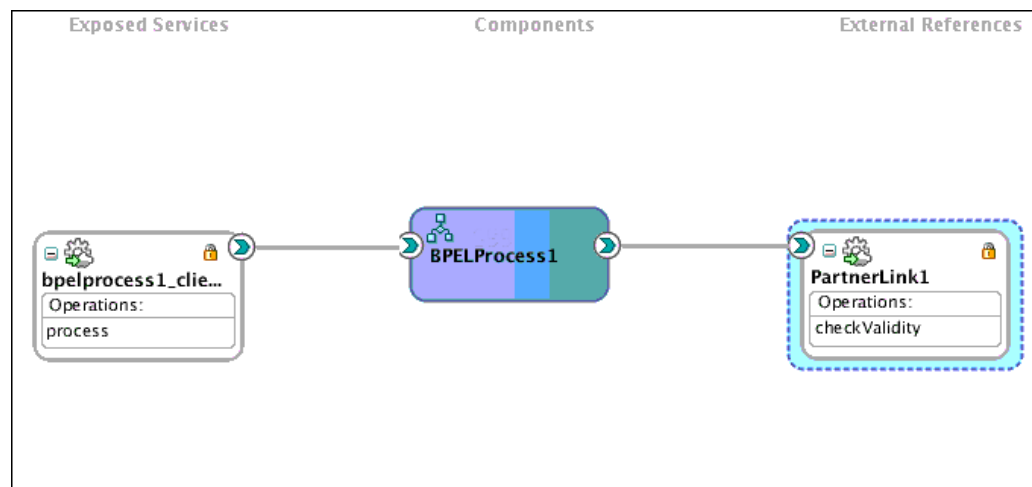 Exposed Services
Components
External References
bpelprocess1_clie...
Operations:
process
BPELProcess1
PartnerLink1
Operations:
checkValidity